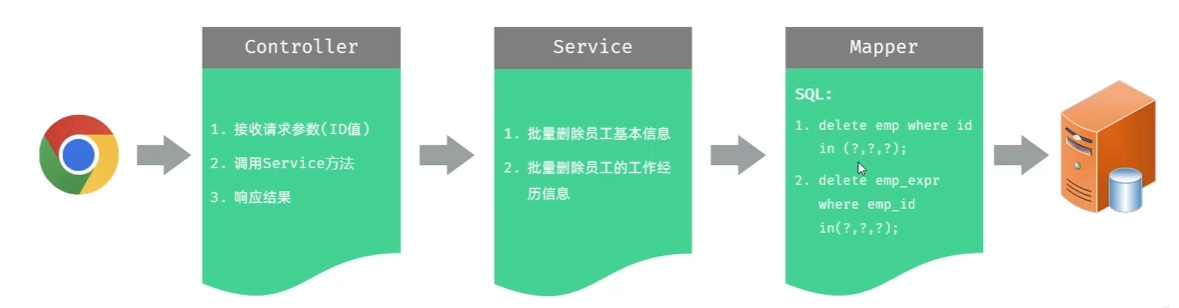 Controller
1. 接收请求参数(ID值)
2. 调用Service方法
3. 响应结果
Service
1. 批量删除员工基本信息
2. 批量删除员工的工作经
历信息
Mapper
SQL:
1. delete emp where id
in (?,?,?);
2. delete emp_expr
where emp_id
in(?,?,?);